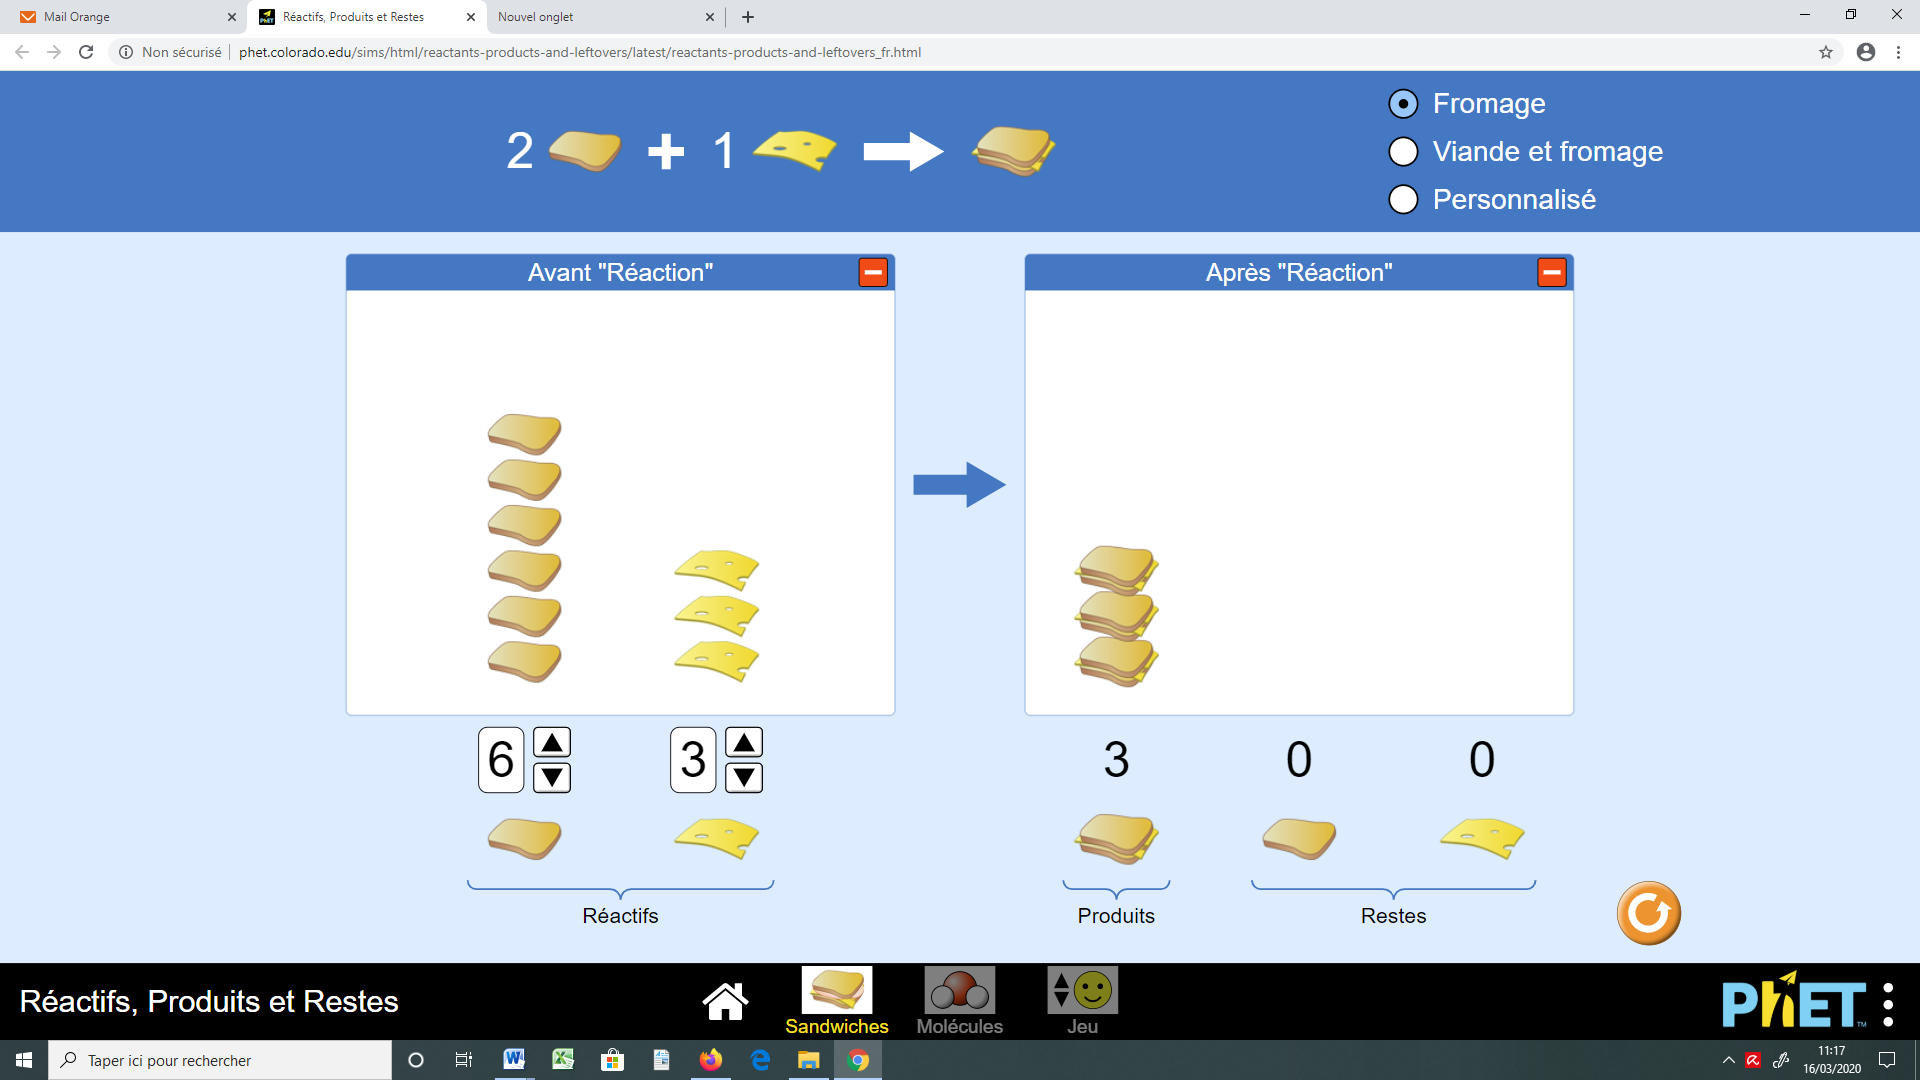 Mail Orange
Réactifs, Produits et Restes
Nouvel onglet
Non sécurisé
phet.colorado.edu/sims/html/reactants-products-and-leftovers/latest/reactants-products-and-leftovers_fr.html
2 + 1
Fromage
Viande et fromage
Personnalisé
Avant "Réaction"
Après "Réaction"
6 3 3 0 0
Réactifs
Produits
Restes
Réactifs, Produits et Restes
Sandwiches
Molécules
Jeu
PhET
Taper ici pour rechercher
11:17
16/03/2020